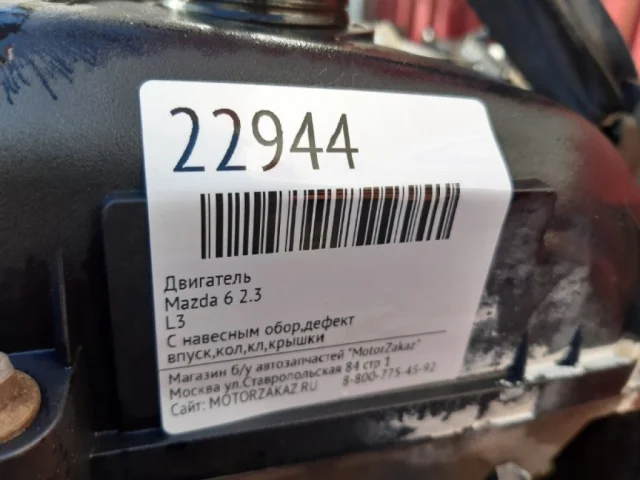 22944
Двигатель
Mazda 6 2.3
L3
С навесным обор,дефект
впуск,кол,кл,крышки
Магазин б/у автозапчастей "MotorZakaz"
Москва ул.Ставропольская 84 стр 1
Сайт: MOTORZAKAZ.RU 8-800-775-45-92